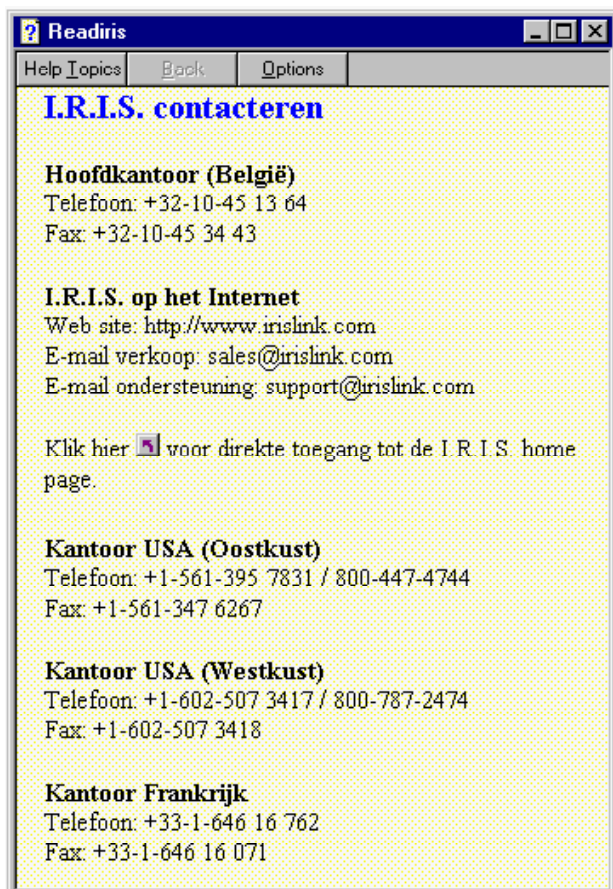 Readiris
Help Topics Back Options
I.R.I.S. contacteren
Hoofdkantoor (België)
Telefoon: +32-10-45 13 64
Fax: +32-10-45 34 43
I.R.I.S. op het Internet
Web site: http://www.irislink.com
E-mail verkoop: sales@irislink.com
E-mail ondersteuning: support@irislink.com
Klik hier voor direkte toegang tot de I.R.I.S. home
page.
Kantoor USA (Oostkust)
Telefoon: +1-561-395 7831 / 800-447-4744
Fax: +1-561-347 6267
Kantoor USA (Westkust)
Telefoon: +1-602-507 3417 / 800-787-2474
Fax: +1-602-507 3418
Kantoor Frankrijk
Telefoon: +33-1-646 16 762
Fax: +33-1-646 16 071